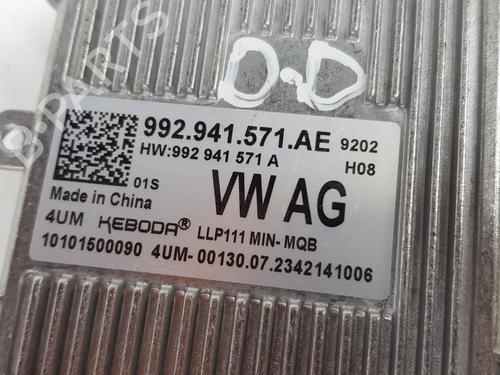 D-D
B-PARTS
992.941.571.AE 9202
HW:992 941 571 A H08
01S
Made in China
VW AG
4UM KEBODA® LLP111 MIN- MQB
10101500090 4UM- 00130.07.2342141006